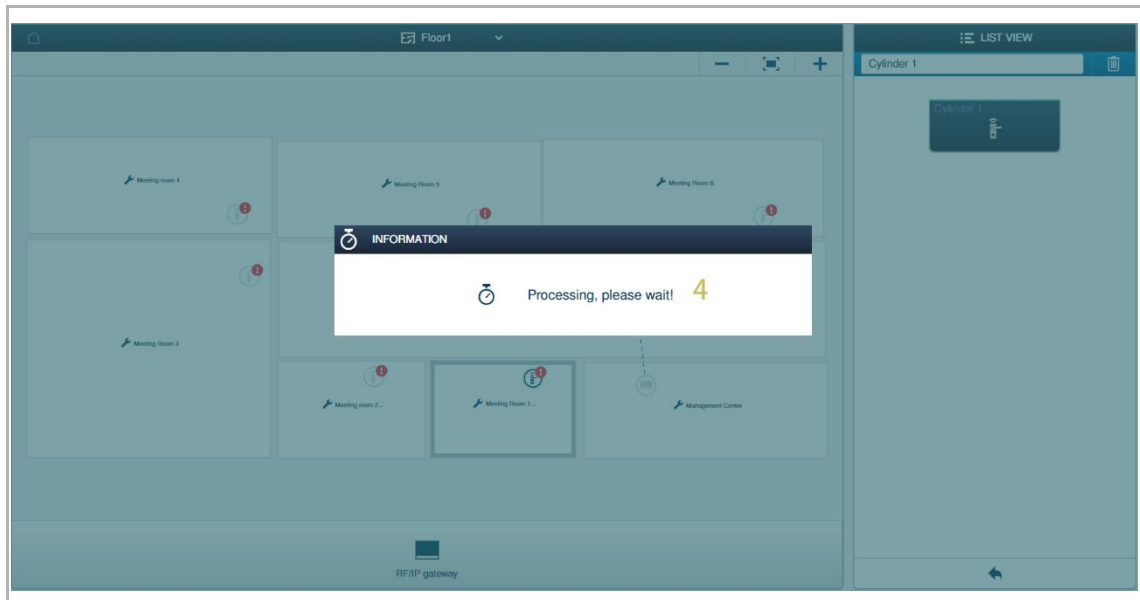 Floor1
LIST VIEW
Cylinder 1
Cylinder 1
Meeting room 4
Meeting Room 5
Meeting Room 6
INFORMATION
Processing, please wait! 4
Meeting Room 3
Meeting room 2...
Meeting Room 1...
Management Center
RF/IP gateway